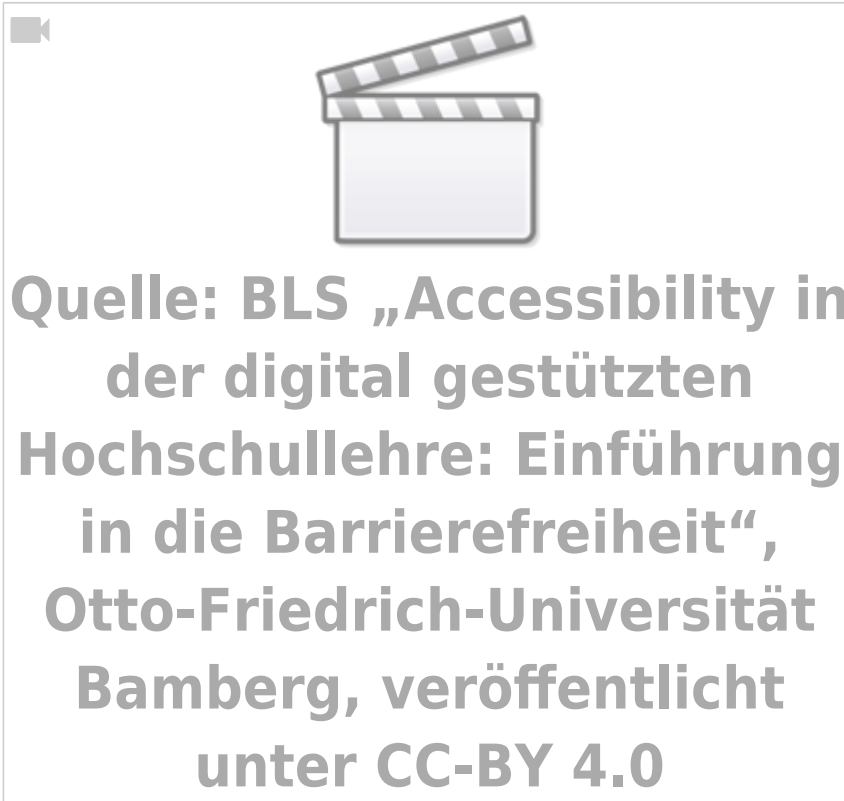 Quelle: BLS „Accessibility in
der digital gestützten
Hochschullehre: Einführung
in die Barrierefreiheit“,
Otto-Friedrich-Universität
Bamberg, veröffentlicht
unter CC-BY 4.0